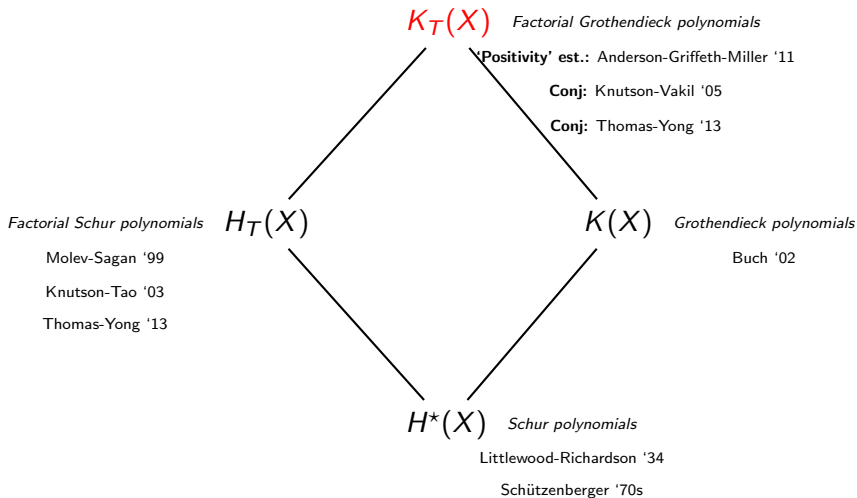 K_T(X) Factorial Grothendieck polynomials
'Positivity' est.: Anderson-Griffeth-Miller ‘11
Conj: Knutson-Vakil ‘05
Conj: Thomas-Yong ‘13
Factorial Schur polynomials H_T(X)
Molev-Sagan ‘99
Knutson-Tao ‘03
Thomas-Yong ‘13
K(X) Grothendieck polynomials
Buch ‘02
H*(X) Schur polynomials
Littlewood-Richardson ‘34
Schützenberger ‘70s